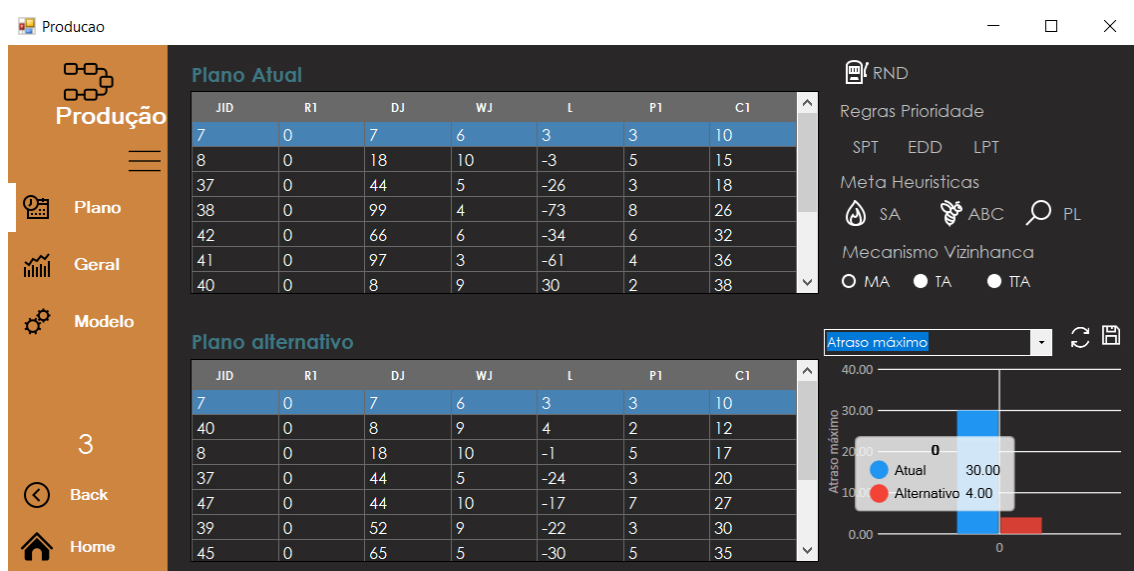 Producao
Produção
Plano
Geral
Modelo
3
Back
Home
Plano Atual
JID R1 DJ WJ L P1 C1
7 0 7 6 3 3 10
8 0 18 10 -3 5 15
37 0 44 5 -26 3 18
38 0 99 4 -73 8 26
42 0 66 6 -34 6 32
41 0 97 3 -61 4 36
40 0 8 9 30 2 38
Plano alternativo
JID R1 DJ WJ L P1 C1
7 0 7 6 3 3 10
40 0 8 9 4 2 12
8 0 18 10 -1 5 17
37 0 44 5 -24 3 20
47 0 44 10 -17 7 27
39 0 52 9 -22 3 30
45 0 65 5 -30 5 35
RND
Regras Prioridade
SPT EDD LPT
Meta Heuristicas
SA ABC PL
Mecanismo Vizinhanca
MA TA TTA
Atraso máximo
40.00
30.00
20.00
10.00
0.00
Atraso máximo
0
Atual 30.00
Alternativo 4.00
0